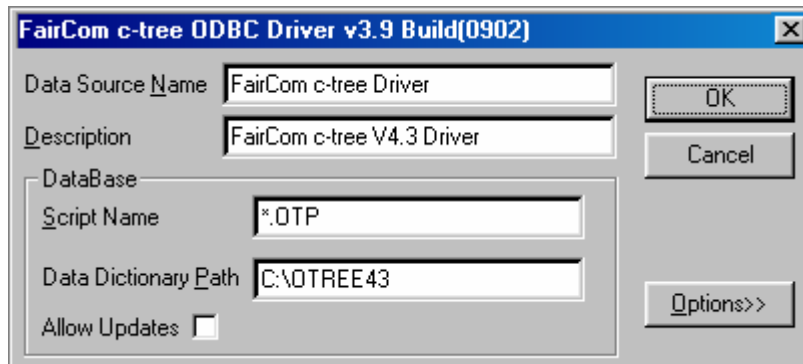 FairCom c-tree ODBC Driver v3.9 Build(0902)
Data Source Name FairCom c-tree Driver
OK
Description FairCom c-tree V4.3 Driver
Cancel
DataBase
Script Name *.OTP
Data Dictionary Path C:\OTREE43
Options>>
Allow Updates